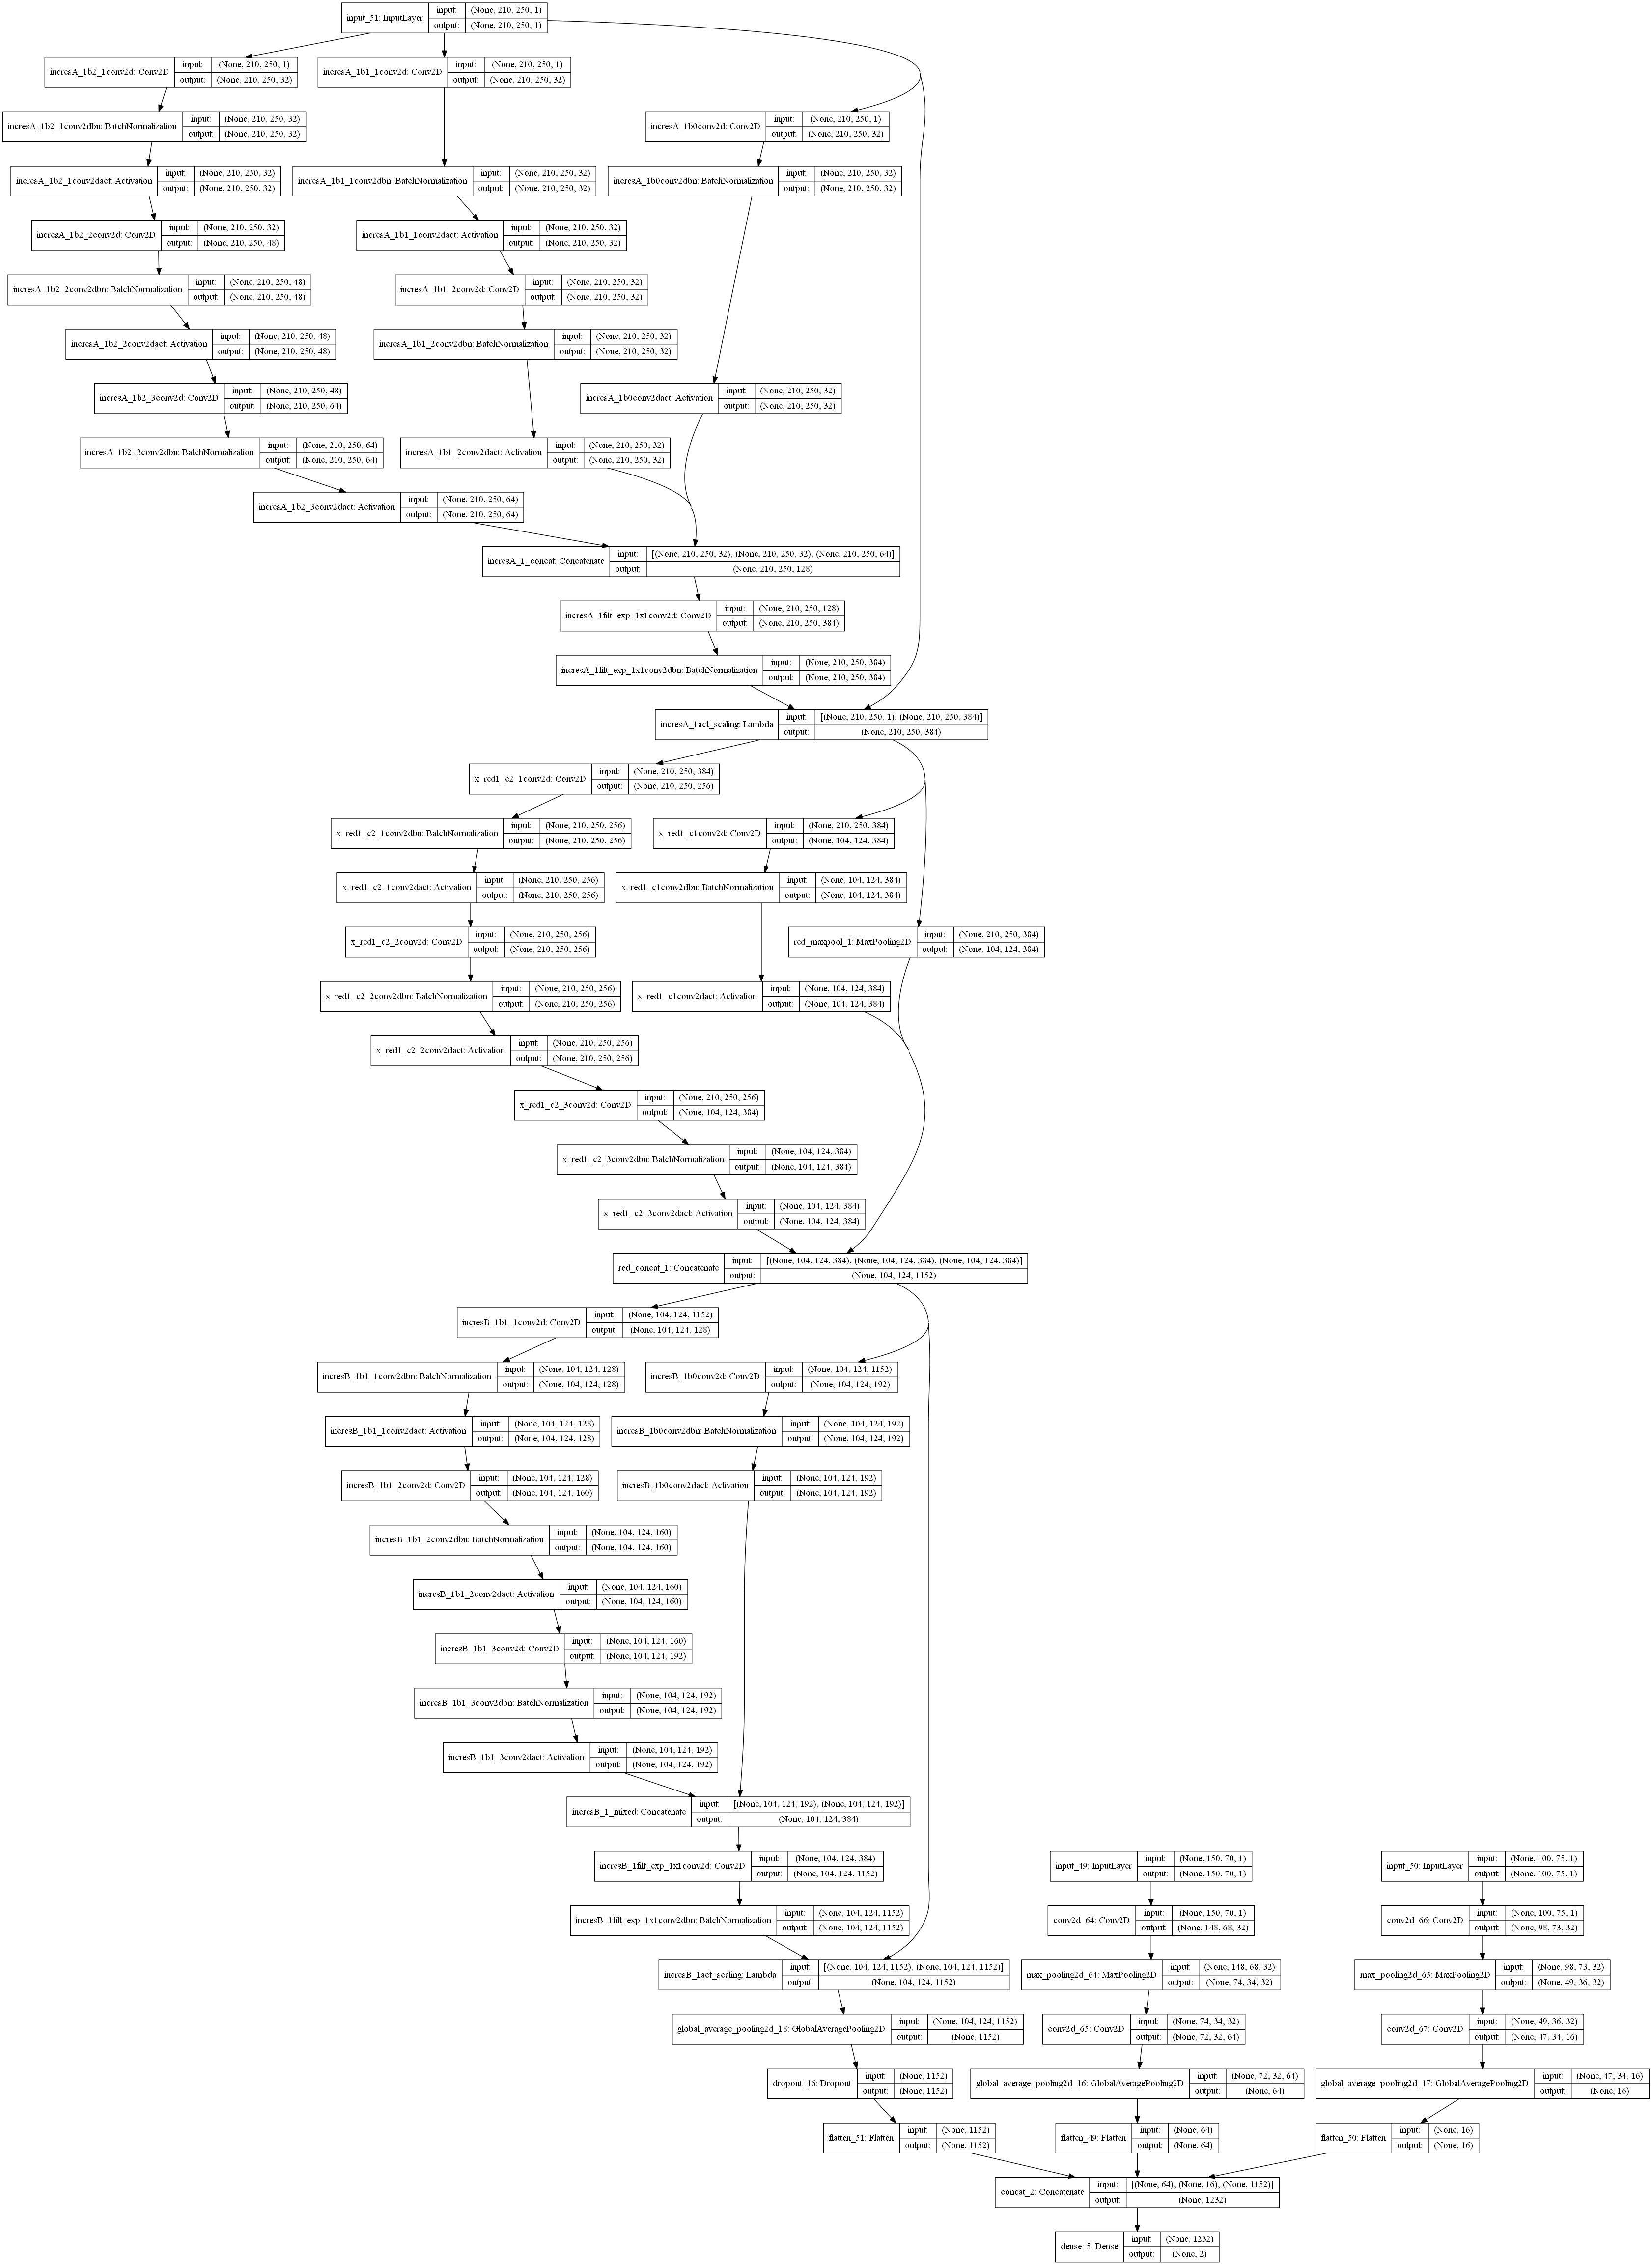 input_51: InputLayer
input: (None, 210, 250, 1)
output: (None, 210, 250, 1)
incresA_1b2_1conv2d: Conv2D
input: (None, 210, 250, 1)
output: (None, 210, 250, 32)
incresA_1b1_1conv2d: Conv2D
input: (None, 210, 250, 1)
output: (None, 210, 250, 32)
incresA_1b2_1conv2dbn: BatchNormalization
input: (None, 210, 250, 32)
output: (None, 210, 250, 32)
incresA_1b0conv2d: Conv2D
input: (None, 210, 250, 1)
output: (None, 210, 250, 32)
incresA_1b2_1conv2dact: Activation
input: (None, 210, 250, 32)
output: (None, 210, 250, 32)
incresA_1b1_1conv2dbn: BatchNormalization
input: (None, 210, 250, 32)
output: (None, 210, 250, 32)
incresA_1b0conv2dbn: BatchNormalization
input: (None, 210, 250, 32)
output: (None, 210, 250, 32)
incresA_1b2_2conv2d: Conv2D
input: (None, 210, 250, 32)
output: (None, 210, 250, 48)
incresA_1b1_1conv2dact: Activation
input: (None, 210, 250, 32)
output: (None, 210, 250, 32)
incresA_1b2_2conv2dbn: BatchNormalization
input: (None, 210, 250, 48)
output: (None, 210, 250, 48)
incresA_1b1_2conv2d: Conv2D
input: (None, 210, 250, 32)
output: (None, 210, 250, 32)
incresA_1b2_2conv2dact: Activation
input: (None, 210, 250, 48)
output: (None, 210, 250, 48)
incresA_1b1_2conv2dbn: BatchNormalization
input: (None, 210, 250, 32)
output: (None, 210, 250, 32)
incresA_1b2_3conv2d: Conv2D
input: (None, 210, 250, 48)
output: (None, 210, 250, 64)
incresA_1b0conv2dact: Activation
input: (None, 210, 250, 32)
output: (None, 210, 250, 32)
incresA_1b2_3conv2dbn: BatchNormalization
input: (None, 210, 250, 64)
output: (None, 210, 250, 64)
incresA_1b1_2conv2dact: Activation
input: (None, 210, 250, 32)
output: (None, 210, 250, 32)
incresA_1b2_3conv2dact: Activation
input: (None, 210, 250, 64)
output: (None, 210, 250, 64)
incresA_1_concat: Concatenate
input: [(None, 210, 250, 32), (None, 210, 250, 32), (None, 210, 250, 64)]
output: (None, 210, 250, 128)
incresA_1filt_exp_1x1conv2d: Conv2D
input: (None, 210, 250, 128)
output: (None, 210, 250, 384)
incresA_1filt_exp_1x1conv2dbn: BatchNormalization
input: (None, 210, 250, 384)
output: (None, 210, 250, 384)
incresA_1act_scaling: Lambda
input: [(None, 210, 250, 1), (None, 210, 250, 384)]
output: (None, 210, 250, 384)
x_red1_c2_1conv2d: Conv2D
input: (None, 210, 250, 384)
output: (None, 210, 250, 256)
x_red1_c2_1conv2dbn: BatchNormalization
input: (None, 210, 250, 256)
output: (None, 210, 250, 256)
x_red1_c1conv2d: Conv2D
input: (None, 210, 250, 384)
output: (None, 104, 124, 384)
x_red1_c2_1conv2dact: Activation
input: (None, 210, 250, 256)
output: (None, 210, 250, 256)
x_red1_c1conv2dbn: BatchNormalization
input: (None, 104, 124, 384)
output: (None, 104, 124, 384)
x_red1_c2_2conv2d: Conv2D
input: (None, 210, 250, 256)
output: (None, 210, 250, 256)
red_maxpool_1: MaxPooling2D
input: (None, 210, 250, 384)
output: (None, 104, 124, 384)
x_red1_c2_2conv2dbn: BatchNormalization
input: (None, 210, 250, 256)
output: (None, 210, 250, 256)
x_red1_c1conv2dact: Activation
input: (None, 104, 124, 384)
output: (None, 104, 124, 384)
x_red1_c2_2conv2dact: Activation
input: (None, 210, 250, 256)
output: (None, 210, 250, 256)
x_red1_c2_3conv2d: Conv2D
input: (None, 210, 250, 256)
output: (None, 104, 124, 384)
x_red1_c2_3conv2dbn: BatchNormalization
input: (None, 104, 124, 384)
output: (None, 104, 124, 384)
x_red1_c2_3conv2dact: Activation
input: (None, 104, 124, 384)
output: (None, 104, 124, 384)
red_concat_1: Concatenate
input: [(None, 104, 124, 384), (None, 104, 124, 384), (None, 104, 124, 384)]
output: (None, 104, 124, 1152)
incresB_1b1_1conv2d: Conv2D
input: (None, 104, 124, 1152)
output: (None, 104, 124, 128)
incresB_1b1_1conv2dbn: BatchNormalization
input: (None, 104, 124, 128)
output: (None, 104, 124, 128)
incresB_1b0conv2d: Conv2D
input: (None, 104, 124, 1152)
output: (None, 104, 124, 192)
incresB_1b1_1conv2dact: Activation
input: (None, 104, 124, 128)
output: (None, 104, 124, 128)
incresB_1b0conv2dbn: BatchNormalization
input: (None, 104, 124, 192)
output: (None, 104, 124, 192)
incresB_1b1_2conv2d: Conv2D
input: (None, 104, 124, 128)
output: (None, 104, 124, 160)
incresB_1b0conv2dact: Activation
input: (None, 104, 124, 192)
output: (None, 104, 124, 192)
incresB_1b1_2conv2dbn: BatchNormalization
input: (None, 104, 124, 160)
output: (None, 104, 124, 160)
incresB_1b1_2conv2dact: Activation
input: (None, 104, 124, 160)
output: (None, 104, 124, 160)
incresB_1b1_3conv2d: Conv2D
input: (None, 104, 124, 160)
output: (None, 104, 124, 192)
incresB_1b1_3conv2dbn: BatchNormalization
input: (None, 104, 124, 192)
output: (None, 104, 124, 192)
incresB_1b1_3conv2dact: Activation
input: (None, 104, 124, 192)
output: (None, 104, 124, 192)
incresB_1_mixed: Concatenate
input: [(None, 104, 124, 192), (None, 104, 124, 192)]
output: (None, 104, 124, 384)
incresB_1filt_exp_1x1conv2d: Conv2D
input: (None, 104, 124, 384)
output: (None, 104, 124, 1152)
input_49: InputLayer
input: (None, 150, 70, 1)
output: (None, 150, 70, 1)
input_50: InputLayer
input: (None, 100, 75, 1)
output: (None, 100, 75, 1)
incresB_1filt_exp_1x1conv2dbn: BatchNormalization
input: (None, 104, 124, 1152)
output: (None, 104, 124, 1152)
conv2d_64: Conv2D
input: (None, 150, 70, 1)
output: (None, 148, 68, 32)
conv2d_66: Conv2D
input: (None, 100, 75, 1)
output: (None, 98, 73, 32)
incresB_1act_scaling: Lambda
input: [(None, 104, 124, 1152), (None, 104, 124, 1152)]
output: (None, 104, 124, 1152)
max_pooling2d_64: MaxPooling2D
input: (None, 148, 68, 32)
output: (None, 74, 34, 32)
max_pooling2d_65: MaxPooling2D
input: (None, 98, 73, 32)
output: (None, 49, 36, 32)
global_average_pooling2d_18: GlobalAveragePooling2D
input: (None, 104, 124, 1152)
output: (None, 1152)
conv2d_65: Conv2D
input: (None, 74, 34, 32)
output: (None, 72, 32, 64)
conv2d_67: Conv2D
input: (None, 49, 36, 32)
output: (None, 47, 34, 16)
dropout_16: Dropout
input: (None, 1152)
output: (None, 1152)
global_average_pooling2d_16: GlobalAveragePooling2D
input: (None, 72, 32, 64)
output: (None, 64)
global_average_pooling2d_17: GlobalAveragePooling2D
input: (None, 47, 34, 16)
output: (None, 16)
flatten_51: Flatten
input: (None, 1152)
output: (None, 1152)
flatten_49: Flatten
input: (None, 64)
output: (None, 64)
flatten_50: Flatten
input: (None, 16)
output: (None, 16)
concat_2: Concatenate
input: [(None, 64), (None, 16), (None, 1152)]
output: (None, 1232)
dense_5: Dense
input: (None, 1232)
output: (None, 2)